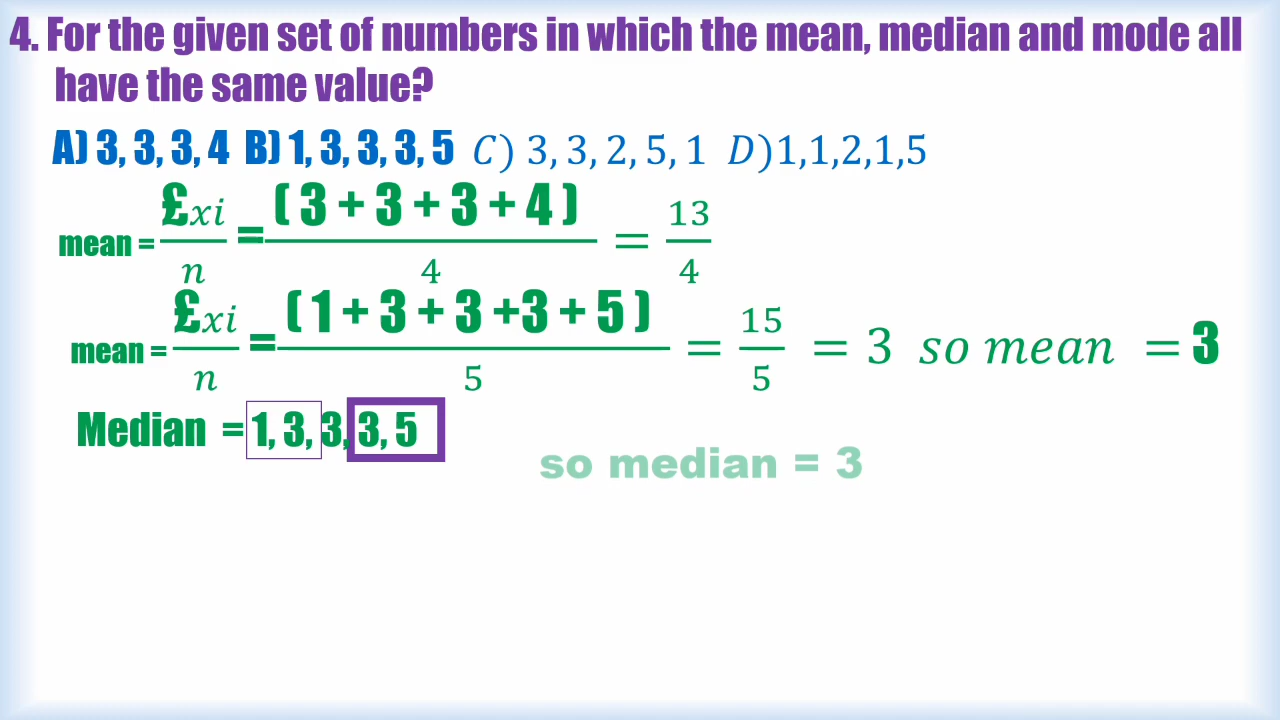 4. For the given set of numbers in which the mean, median and mode all
have the same value?
A) 3, 3, 3, 4 B) 1, 3, 3, 3, 5 C) 3, 3, 2, 5, 1 D)1,1,2,1,5
mean = £xi/n = ( 3 + 3 + 3 + 4 )/4 = 13/4
mean = £xi/n = ( 1 + 3 + 3 +3 + 5 )/5 = 15/5 = 3 so mean = 3
Median = 1, 3, 3, 3, 5
so median = 3